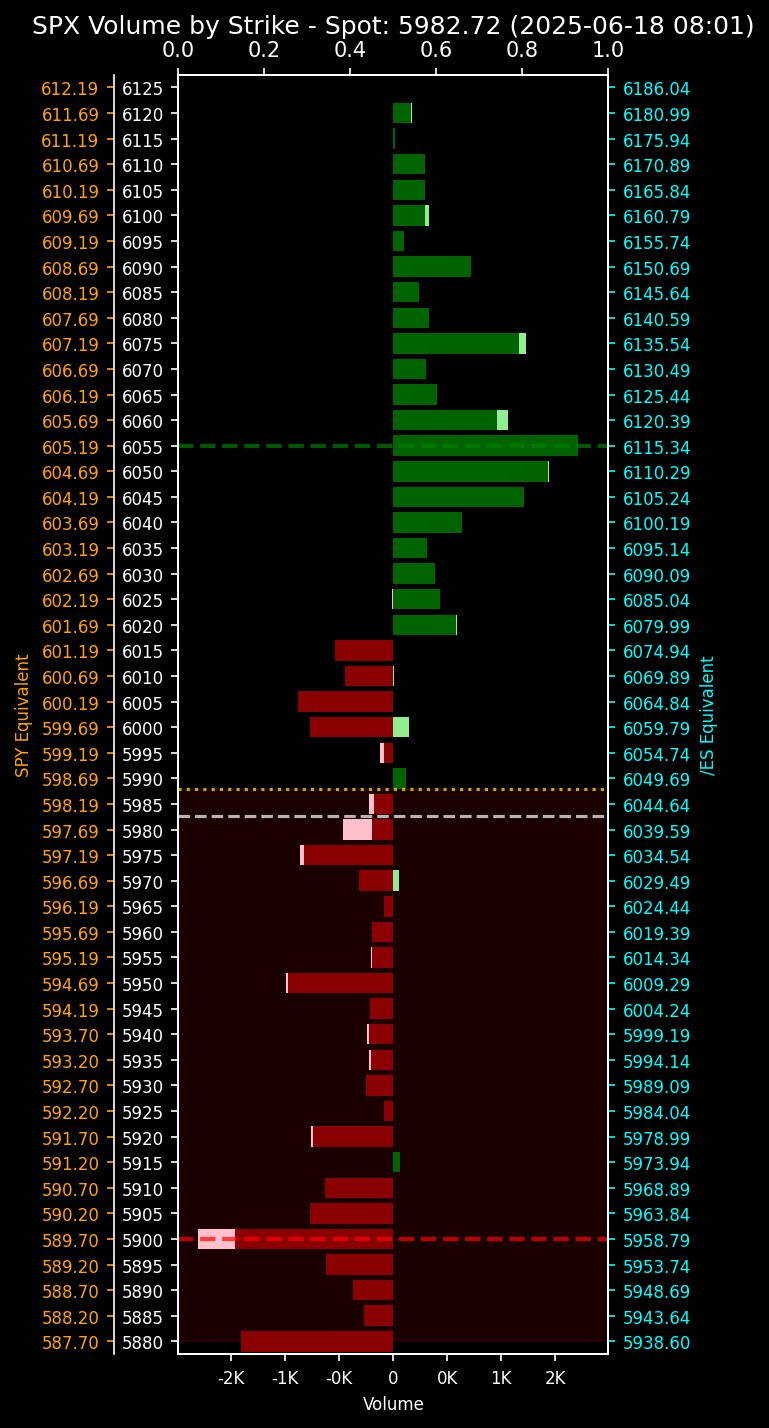 SPX Volume by Strike - Spot: 5982.72 (2025-06-18 08:01)
0.0 0.2 0.4 0.6 0.8 1.0
612.19 6125 6186.04
611.69 6120 6180.99
611.19 6115 6175.94
610.69 6110 6170.89
610.19 6105 6165.84
609.69 6100 6160.79
609.19 6095 6155.74
608.69 6090 6150.69
608.19 6085 6145.64
607.69 6080 6140.59
607.19 6075 6135.54
606.69 6070 6130.49
606.19 6065 6125.44
605.69 6060 6120.39
605.19 6055 6115.34
604.69 6050 6110.29
604.19 6045 6105.24
603.69 6040 6100.19
603.19 6035 6095.14
602.69 6030 6090.09
602.19 6025 6085.04
601.69 6020 6079.99
601.19 6015 6074.94
600.69 6010 6069.89
600.19 6005 6064.84
599.69 6000 6059.79
599.19 5995 6054.74
598.69 5990 6049.69
598.19 5985 6044.64
597.69 5980 6039.59
597.19 5975 6034.54
596.69 5970 6029.49
596.19 5965 6024.44
595.69 5960 6019.39
595.19 5955 6014.34
594.69 5950 6009.29
594.19 5945 6004.24
593.70 5940 5999.19
593.20 5935 5994.14
592.70 5930 5989.09
592.20 5925 5984.04
591.70 5920 5978.99
591.20 5915 5973.94
590.70 5910 5968.89
590.20 5905 5963.84
589.70 5900 5958.79
589.20 5895 5953.74
588.70 5890 5948.69
588.20 5885 5943.64
587.70 5880 5938.60
SPY Equivalent
/ES Equivalent
-2K -1K -0K 0 0K 1K 2K
Volume